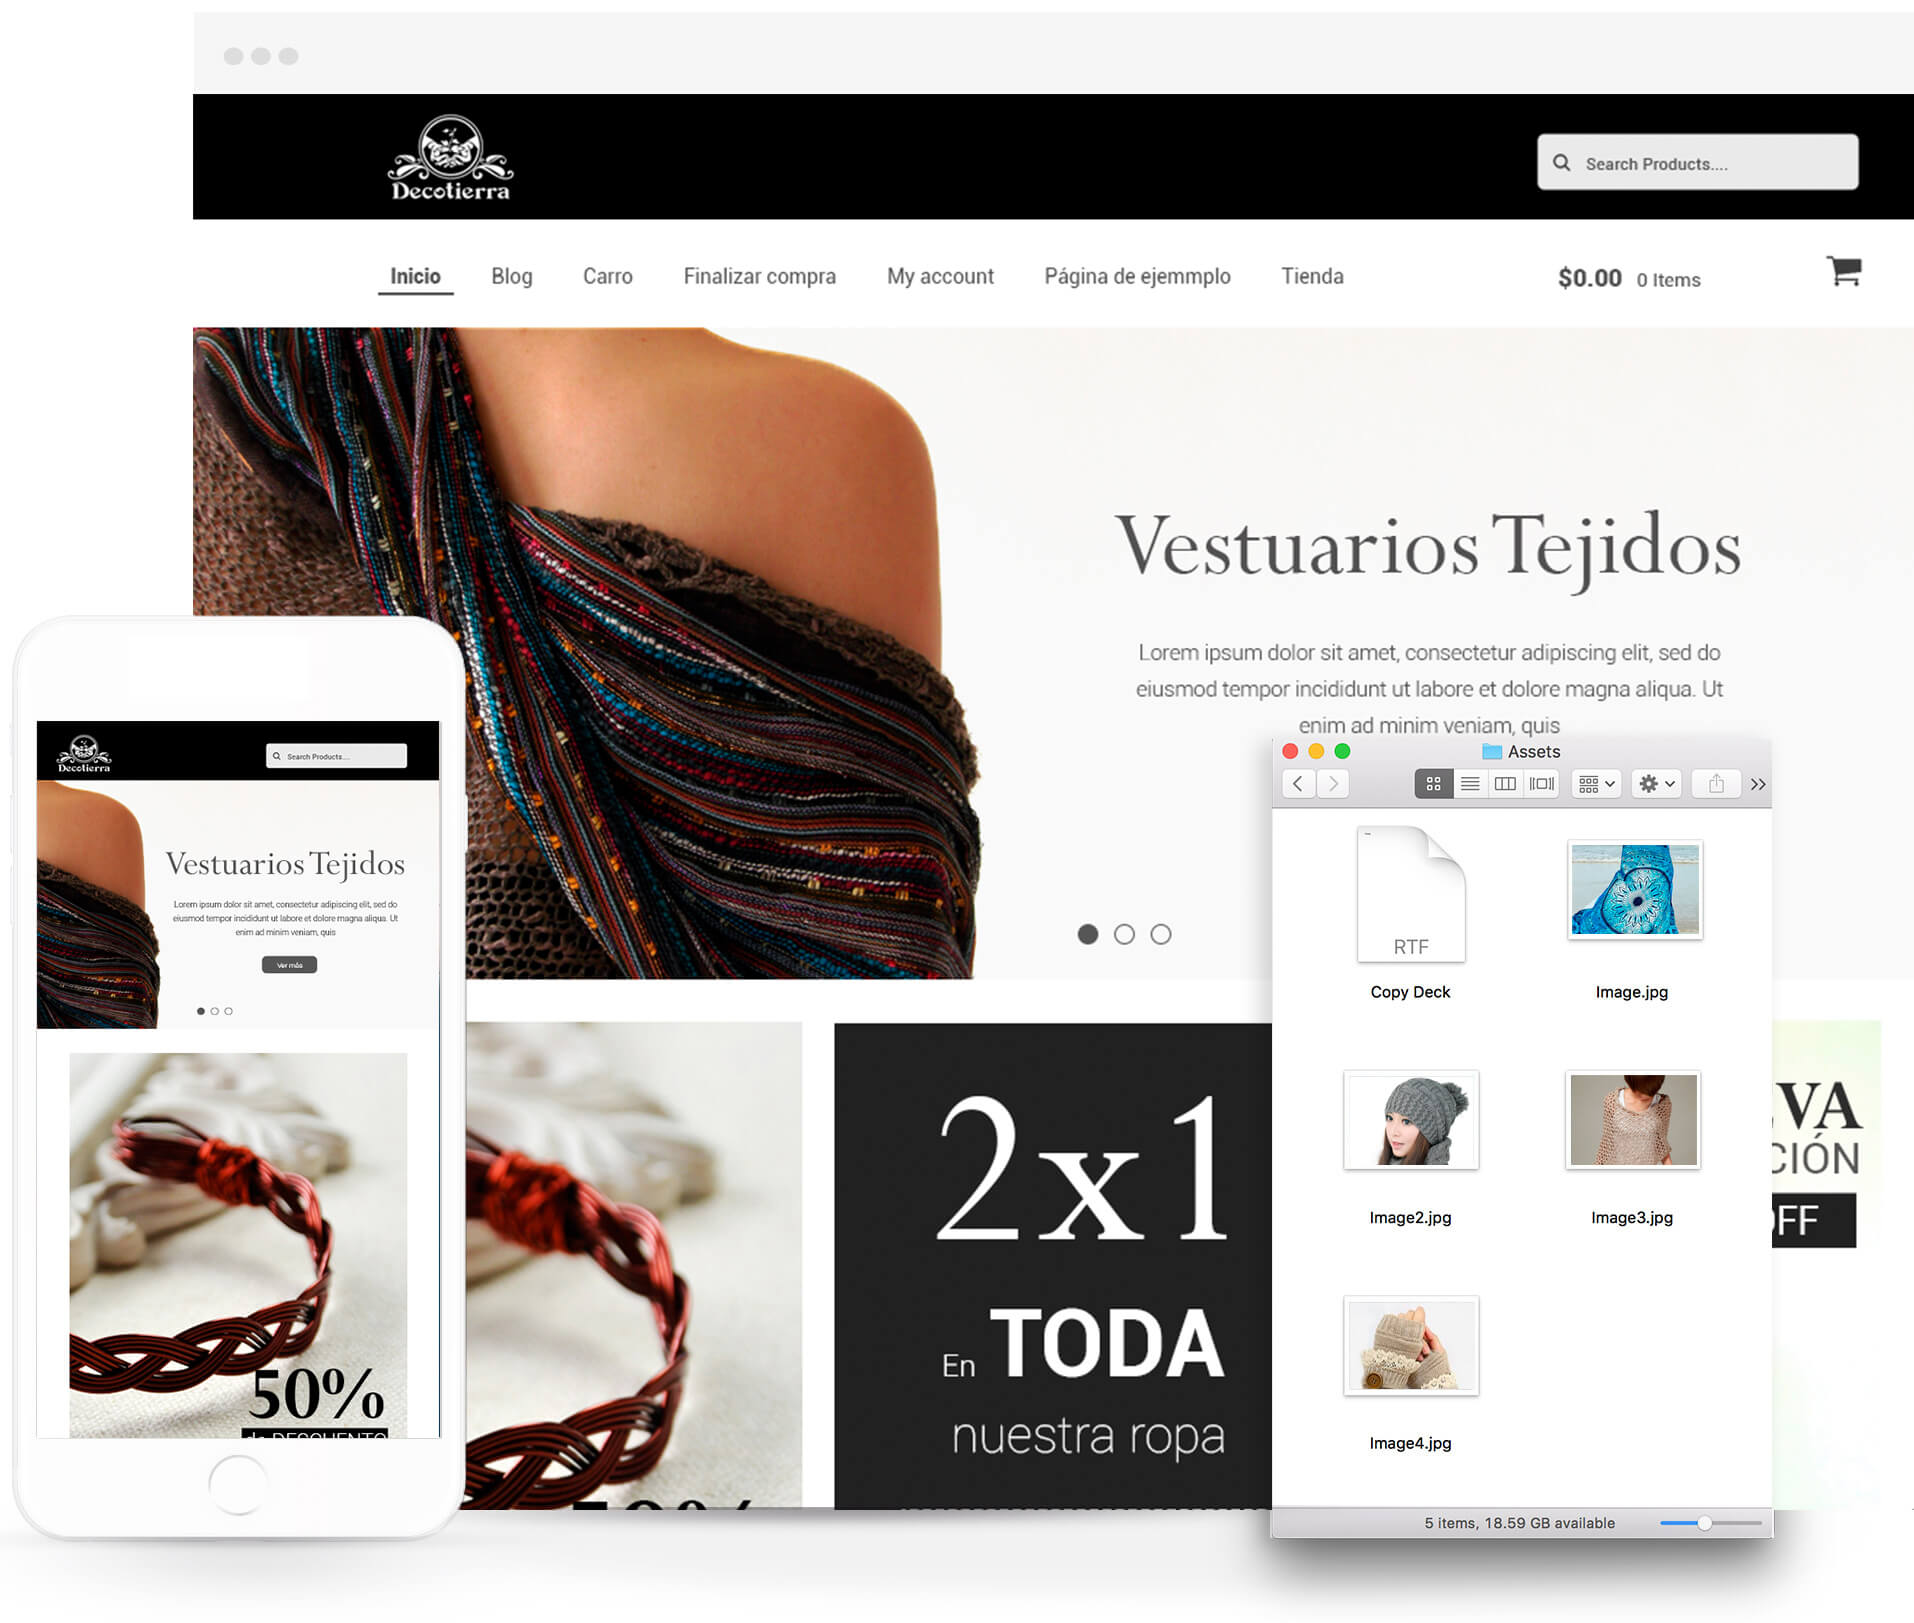 Decotierra
Search Products....
Inicio Blog Carro Finalizar compra My account Página de ejemmplo Tienda $0.00 0 Items
Vestuarios Tejidos
Lorem ipsum dolor sit amet, consectetur adipiscing elit, sed do
eiusmod tempor incididunt ut labore et dolore magna aliqua. Ut
enim ad minim veniam, quis
Decotierra
Search Products....
Vestuarios Tejidos
Lorem ipsum dolor sit amet, consectetur adipiscing elit, sed do
eiusmod tempor incididunt ut labore et dolore magna aliqua. Ut
enim ad minim veniam, quis
Ver más
50%
de DESCUENTO
50%
2x1
En TODA
nuestra ropa
Assets
RTF
Copy Deck
Image.jpg
Image2.jpg
Image3.jpg
Image4.jpg
5 items, 18.59 GB available
VA
CIÓN
OFF